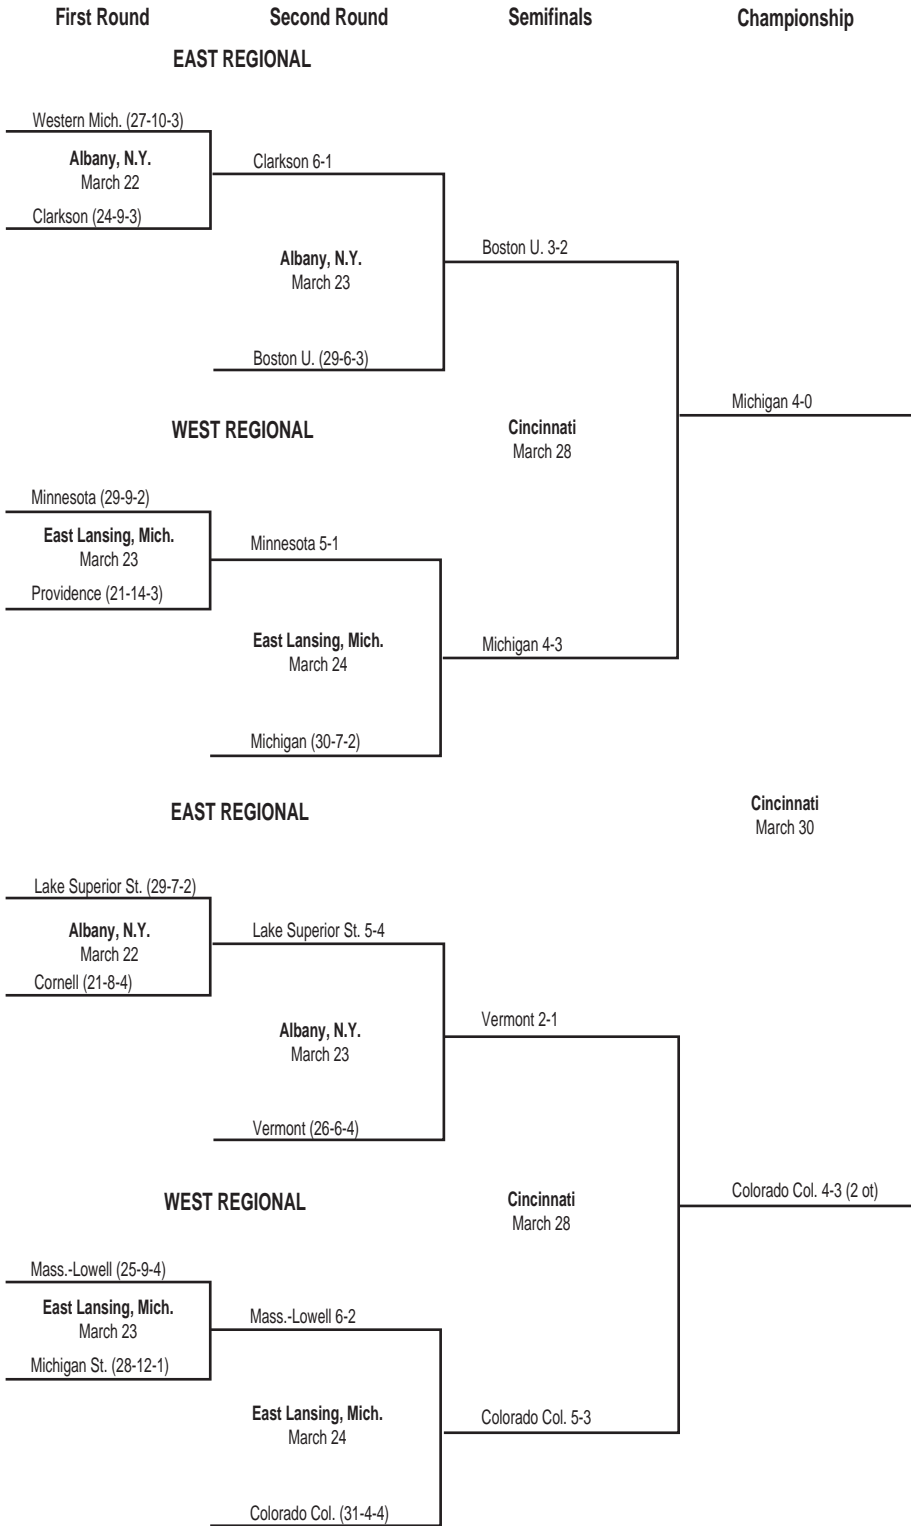 First Round Second Round Semifinals Championship
EAST REGIONAL
Western Mich. (27-10-3)
Albany, N.Y.
March 22
Clarkson (24-9-3)
Clarkson 6-1
Albany, N.Y.
March 23
Boston U. (29-6-3)
Boston U. 3-2
WEST REGIONAL
Cincinnati
March 28
Michigan 4-0
Minnesota (29-9-2)
East Lansing, Mich.
March 23
Providence (21-14-3)
Minnesota 5-1
East Lansing, Mich.
March 24
Michigan (30-7-2)
Michigan 4-3
EAST REGIONAL
Cincinnati
March 30
Lake Superior St. (29-7-2)
Albany, N.Y.
March 22
Cornell (21-8-4)
Lake Superior St. 5-4
Albany, N.Y.
March 23
Vermont (26-6-4)
Vermont 2-1
WEST REGIONAL
Cincinnati
March 28
Colorado Col. 4-3 (2 ot)
Mass.-Lowell (25-9-4)
East Lansing, Mich.
March 23
Michigan St. (28-12-1)
Mass.-Lowell 6-2
East Lansing, Mich.
March 24
Colorado Col. (31-4-4)
Colorado Col. 5-3